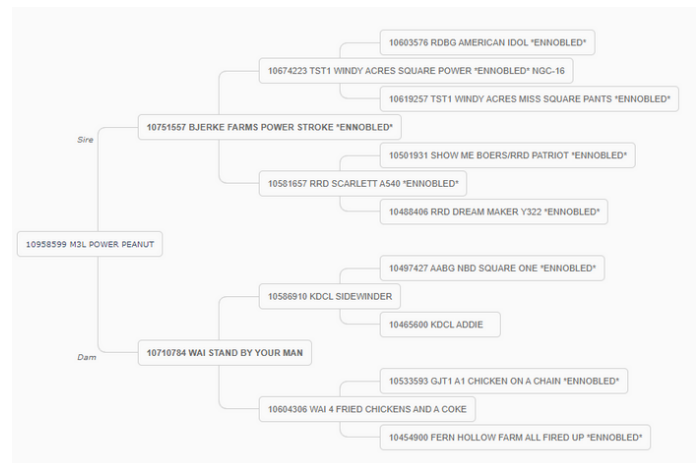 10603576 RDBG AMERICAN IDOL *ENNOBLED*
10674223 TST1 WINDY ACRES SQUARE POWER *ENNOBLED* NGC-16
10619257 TST1 WINDY ACRES MISS SQUARE PANTS *ENNOBLED*
10751557 BJERKE FARMS POWER STROKE *ENNOBLED*
Sire
10501931 SHOW ME BOERS/RRD PATRIOT *ENNOBLED*
10581657 RRD SCARLETT A540 *ENNOBLED*
10488406 RRD DREAM MAKER Y322 *ENNOBLED*
10958599 M3L POWER PEANUT
10497427 AABG NBD SQUARE ONE *ENNOBLED*
10586910 KDCL SIDEWINDER
10465600 KDCL ADDIE
10710784 WAI STAND BY YOUR MAN
Dam
10533593 GJT1 A1 CHICKEN ON A CHAIN *ENNOBLED*
10604306 WAI 4 FRIED CHICKENS AND A COKE
10454900 FERN HOLLOW FARM ALL FIRED UP *ENNOBLED*